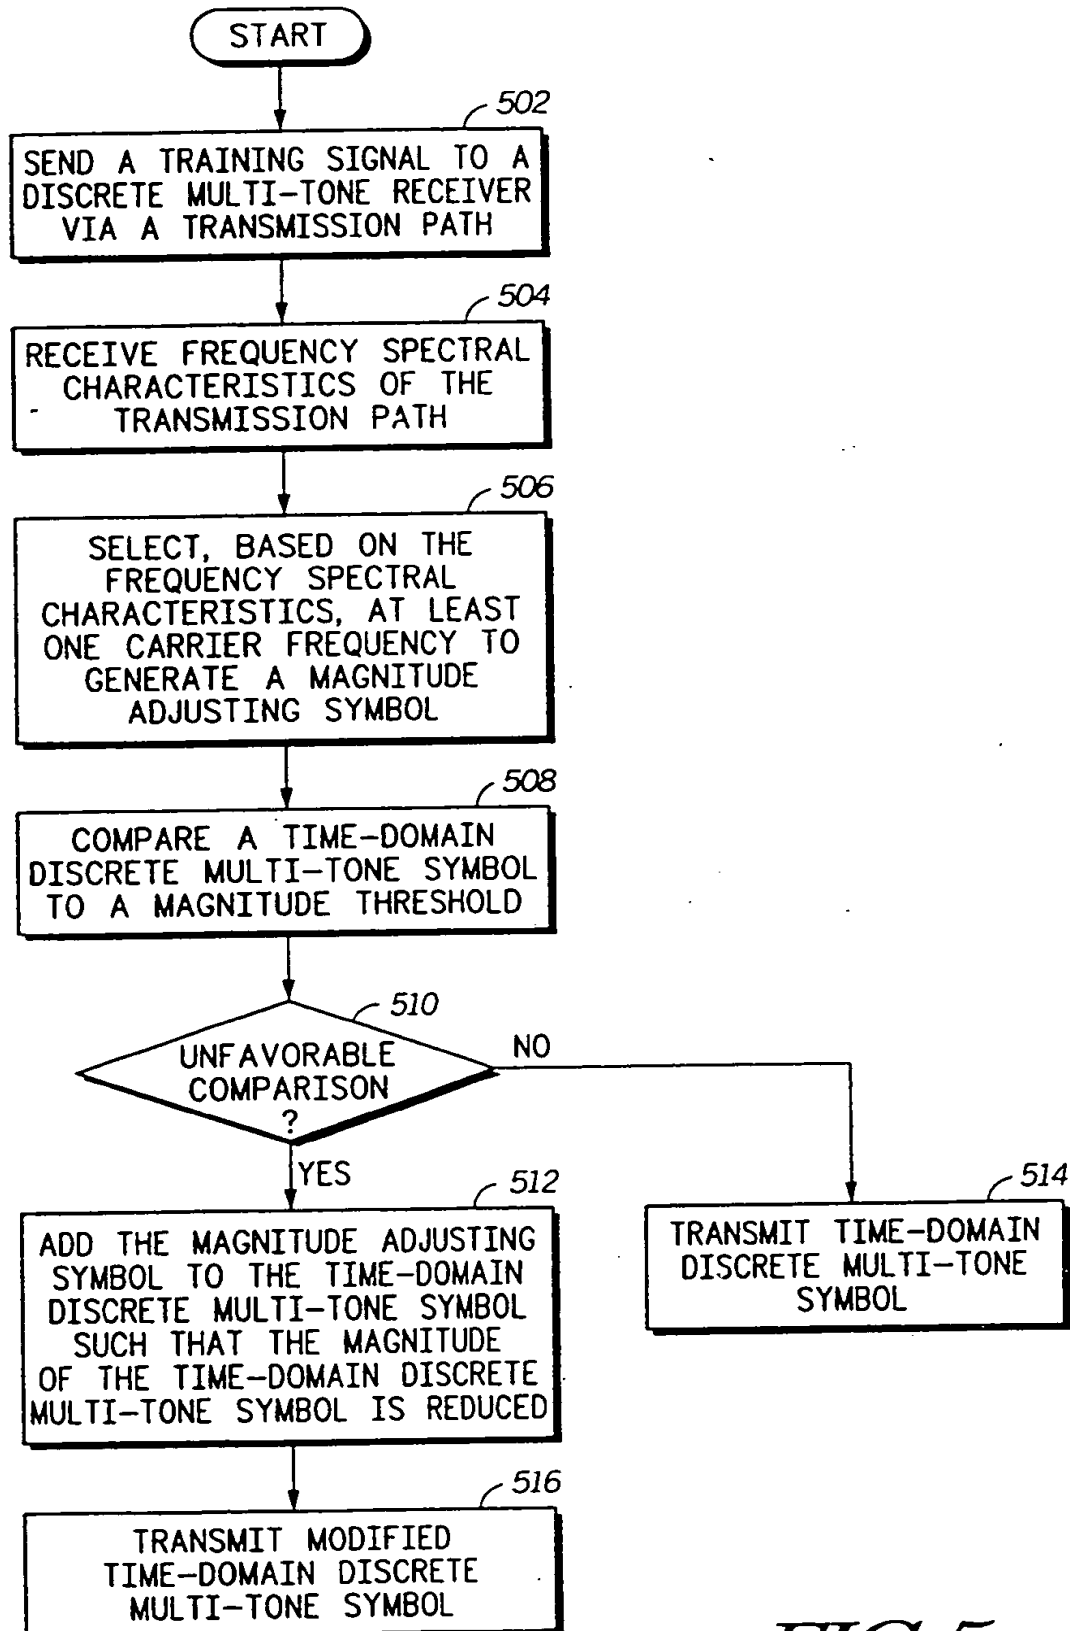 START
502
SEND A TRAINING SIGNAL TO A
DISCRETE MULTI-TONE RECEIVER
VIA A TRANSMISSION PATH
504
RECEIVE FREQUENCY SPECTRAL
CHARACTERISTICS OF THE
TRANSMISSION PATH
506
SELECT, BASED ON THE
FREQUENCY SPECTRAL
CHARACTERISTICS, AT LEAST
ONE CARRIER FREQUENCY TO
GENERATE A MAGNITUDE
ADJUSTING SYMBOL
508
COMPARE A TIME-DOMAIN
DISCRETE MULTI-TONE SYMBOL
TO A MAGNITUDE THRESHOLD
510
UNFAVORABLE
COMPARISON
?
NO
YES
512
ADD THE MAGNITUDE ADJUSTING
SYMBOL TO THE TIME-DOMAIN
DISCRETE MULTI-TONE SYMBOL
SUCH THAT THE MAGNITUDE
OF THE TIME-DOMAIN DISCRETE
MULTI-TONE SYMBOL IS REDUCED
514
TRANSMIT TIME-DOMAIN
DISCRETE MULTI-TONE
SYMBOL
516
TRANSMIT MODIFIED
TIME-DOMAIN DISCRETE
MULTI-TONE SYMBOL
FIG.5